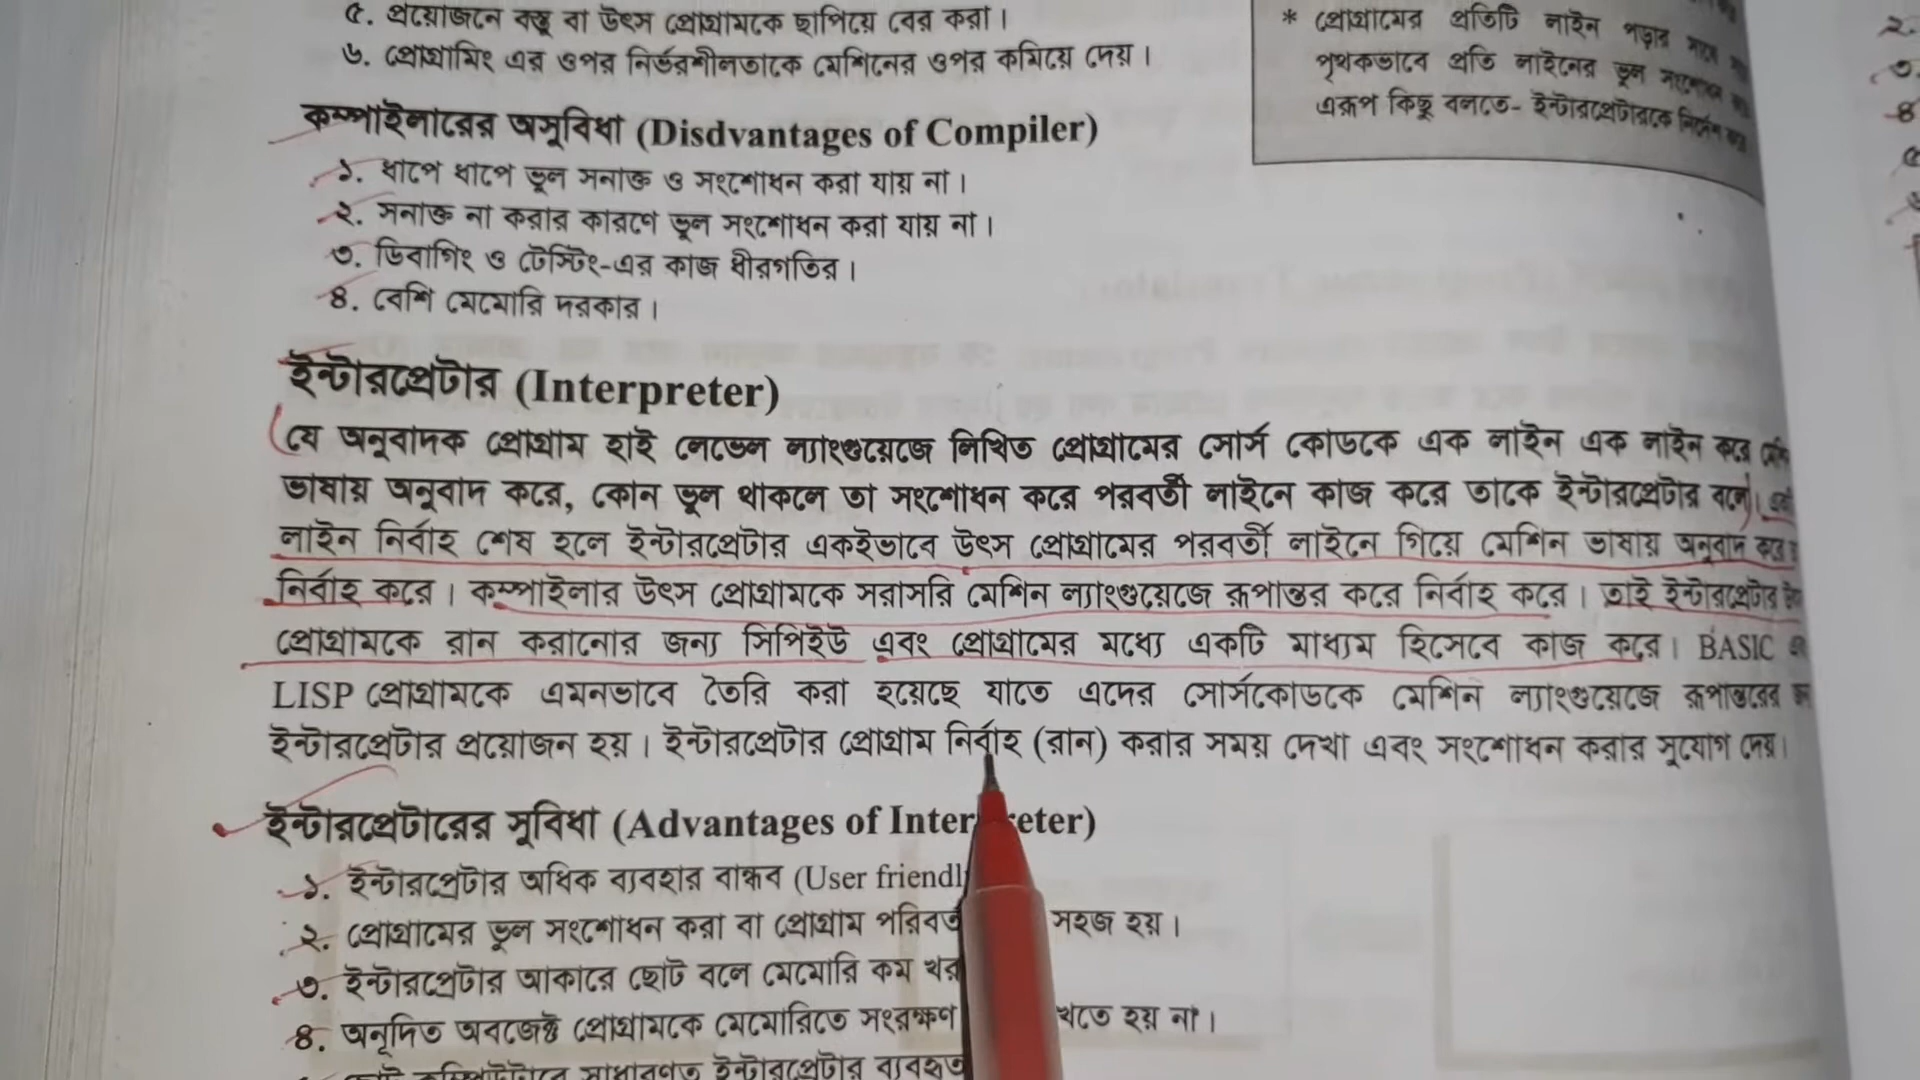 ৫. প্রয়োজনে বস্তু বা উৎস প্রোগ্রামকে ছাপিয়ে বের করা।
৬. প্রোগ্রামিং এর ওপর নির্ভরশীলতাকে মেশিনের ওপর কমিয়ে দেয়।
* প্রোগ্রামের প্রতিটি লাইন পড়ার সাথে
পৃথকভাবে প্রতি লাইনের ভুল সংশোধন
এরূপ কিছু বলতে- ইন্টারপ্রেটারকে নির্দেশ করে
কম্পাইলারের অসুবিধা (Disdvantages of Compiler)
১. ধাপে ধাপে ভুল সনাক্ত ও সংশোধন করা যায় না।
২. সনাক্ত না করার কারণে ভুল সংশোধন করা যায় না।
৩. ডিবাগিং ও টেস্টিং-এর কাজ ধীরগতির।
৪. বেশি মেমোরি দরকার।
ইন্টারপ্রেটার (Interpreter)
যে অনুবাদক প্রোগ্রাম হাই লেভেল ল্যাংগুয়েজে লিখিত প্রোগ্রামের সোর্স কোডকে এক লাইন এক লাইন করে
ভাষায় অনুবাদ করে, কোন ভুল থাকলে তা সংশোধন করে পরবর্তী লাইনে কাজ করে তাকে ইন্টারপ্রেটার বলে।
লাইন নির্বাহ শেষ হলে ইন্টারপ্রেটার একইভাবে উৎস প্রোগ্রামের পরবর্তী লাইনে গিয়ে মেশিন ভাষায় অনুবাদ করে
নির্বাহ করে। কম্পাইলার উৎস প্রোগ্রামকে সরাসরি মেশিন ল্যাংগুয়েজে রূপান্তর করে নির্বাহ করে। তাই ইন্টারপ্রেটার
প্রোগ্রামকে রান করানোর জন্য সিপিইউ এবং প্রোগ্রামের মধ্যে একটি মাধ্যম হিসেবে কাজ করে। BASIC
LISP প্রোগ্রামকে এমনভাবে তৈরি করা হয়েছে যাতে এদের সোর্সকোডকে মেশিন ল্যাংগুয়েজে রূপান্তরের
ইন্টারপ্রেটার প্রয়োজন হয়। ইন্টারপ্রেটার প্রোগ্রাম নির্বাহ (রান) করার সময় দেখা এবং সংশোধন করার সুযোগ দেয়।
ইন্টারপ্রেটারের সুবিধা (Advantages of Inter eter)
১. ইন্টারপ্রেটার অধিক ব্যবহার বান্ধব (User friendl
২. প্রোগ্রামের ভুল সংশোধন করা বা প্রোগ্রাম পরিবর্ত সহজ হয়।
৩. ইন্টারপ্রেটার আকারে ছোট বলে মেমোরি কম খর
৪. অনূদিত অবজেক্ট প্রোগ্রামকে মেমোরিতে সংরক্ষণ খতে হয় না।
সাধারণত ইন্টারপ্রেটার ব্যবহৃত